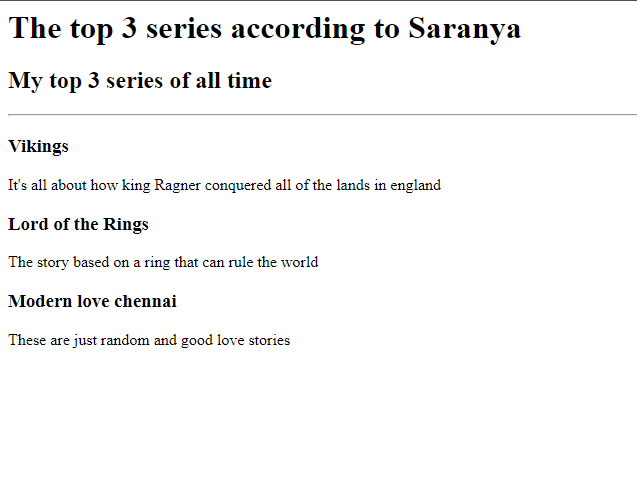 The top 3 series according to Saranya
My top 3 series of all time
Vikings
It's all about how king Ragner conquered all of the lands in england
Lord of the Rings
The story based on a ring that can rule the world
Modern love chennai
These are just random and good love stories